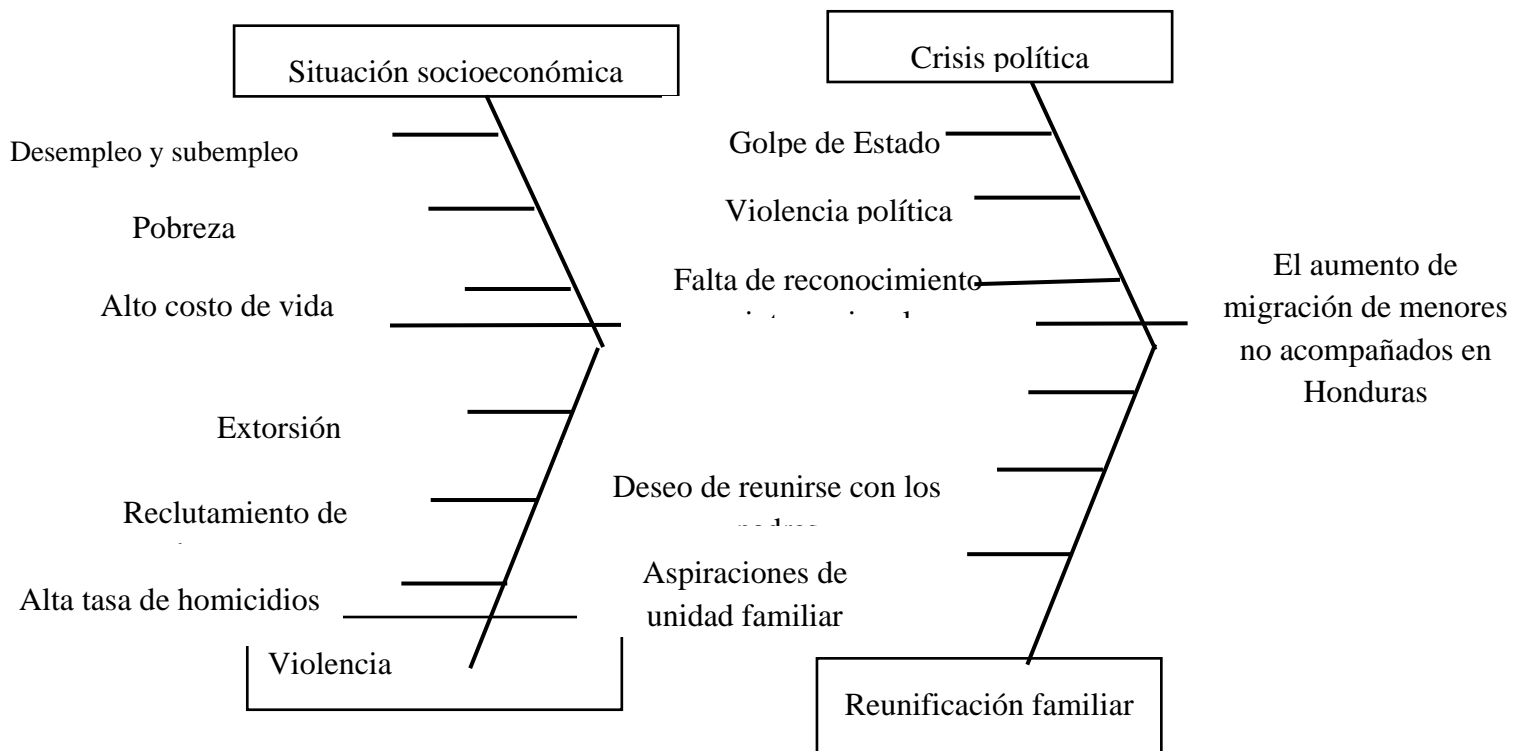 Situación socioeconómica
Crisis política
Desempleo y subempleo
Golpe de Estado
Pobreza
Violencia política
Alto costo de vida
Falta de reconocimiento
El aumento de
migración de menores
no acompañados en
Honduras
Extorsión
Reclutamiento de
Deseo de reunirse con los
Alta tasa de homicidios
Aspiraciones de
unidad familiar
Violencia
Reunificación familiar